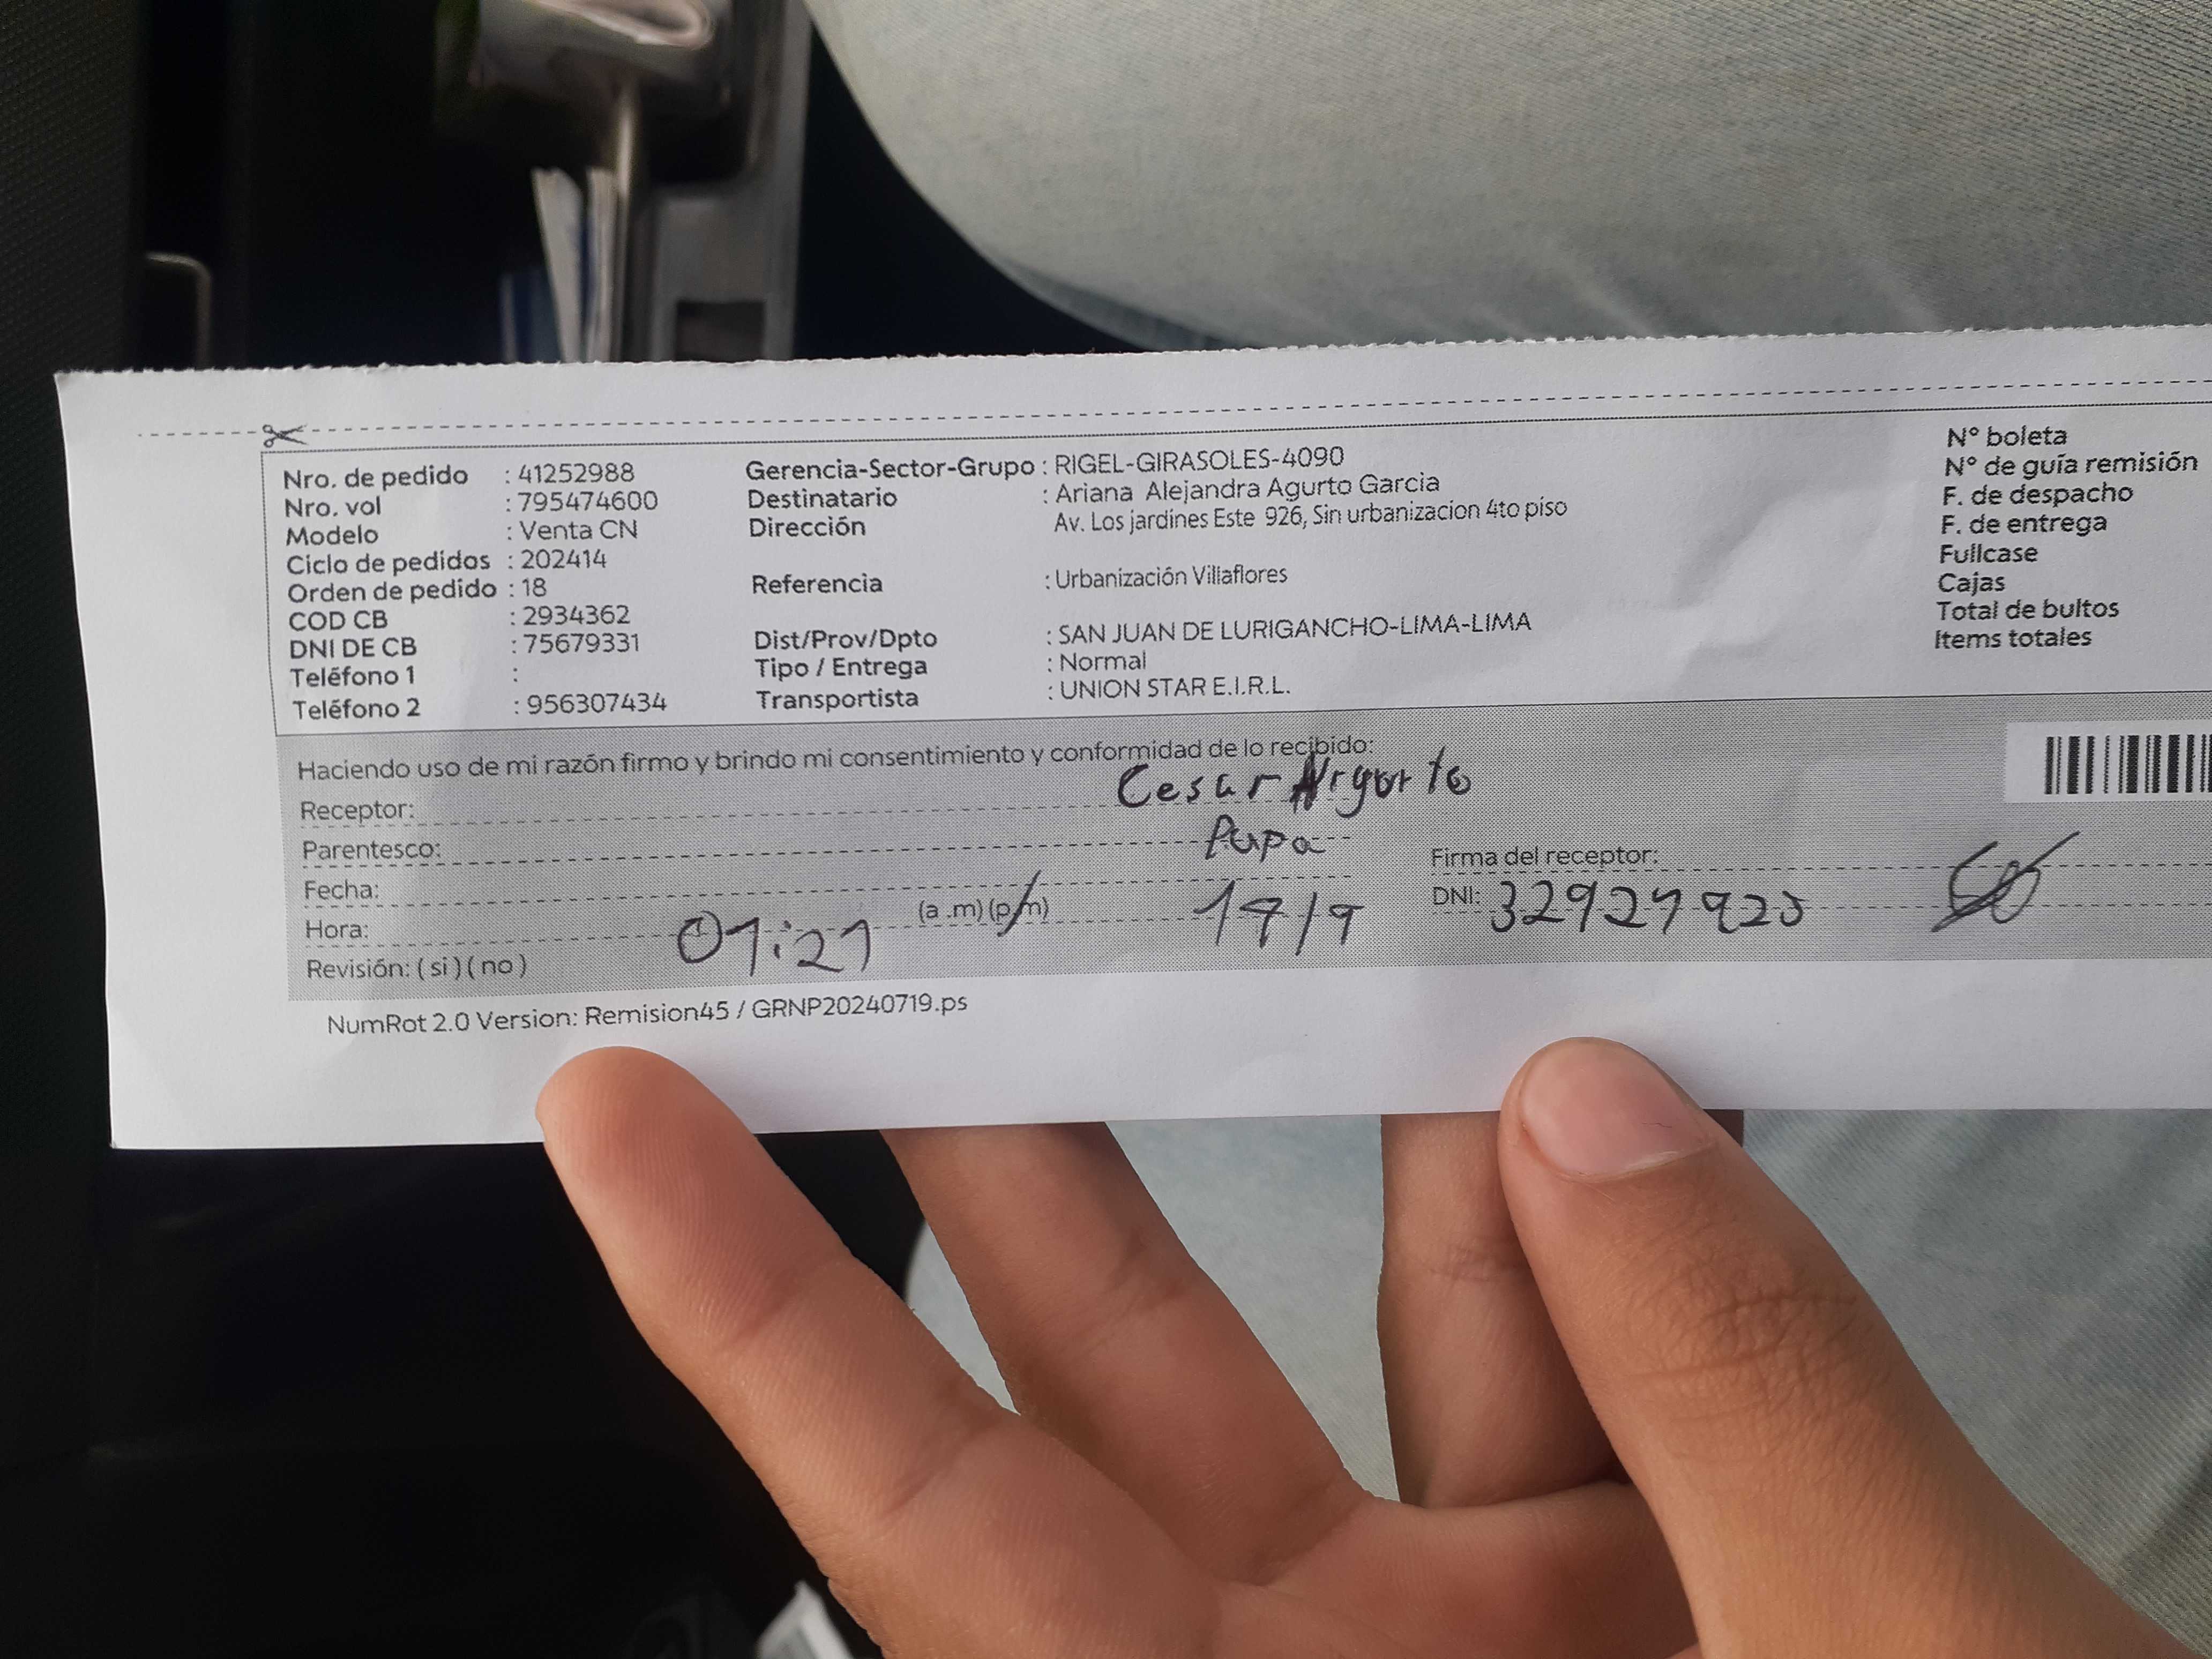 Nro. de pedido : 41252988
Nro. vol : 795474600
Modelo : Venta CN
Ciclo de pedidos : 202414
Orden de pedido : 18
COD CB : 2934362
DNI DE CB : 75679331
Teléfono 1 :
Teléfono 2 : 956307434
Gerencia-Sector-Grupo : RIGEL-GIRASOLES-4090
Destinatario : Ariana Alejandra Agurto Garcia
Dirección Av. Los jardines Este 926, Sin urbanizacion 4to piso
Referencia : Urbanización Villaflores
Dist/Prov/Dpto : SAN JUAN DE LURIGANCHO-LIMA-LIMA
Tipo / Entrega : Normal
Transportista : UNION STAR E.I.R.L.
N° boleta
N° de guía remisión
F. de despacho
F. de entrega
Fullcase
Cajas
Total de bultos
Items totales
Haciendo uso de mi razón firmo y brindo mi consentimiento y conformidad de lo recibido:
Receptor: Cesar
Parentesco: Papa
Fecha:
Hora: 01:21 (a .m) (p.m)
Revisión: ( si ) ( no )
Firma del receptor:
DNI:
NumRot 2.0 Version: Remision45 / GRNP20240719.ps